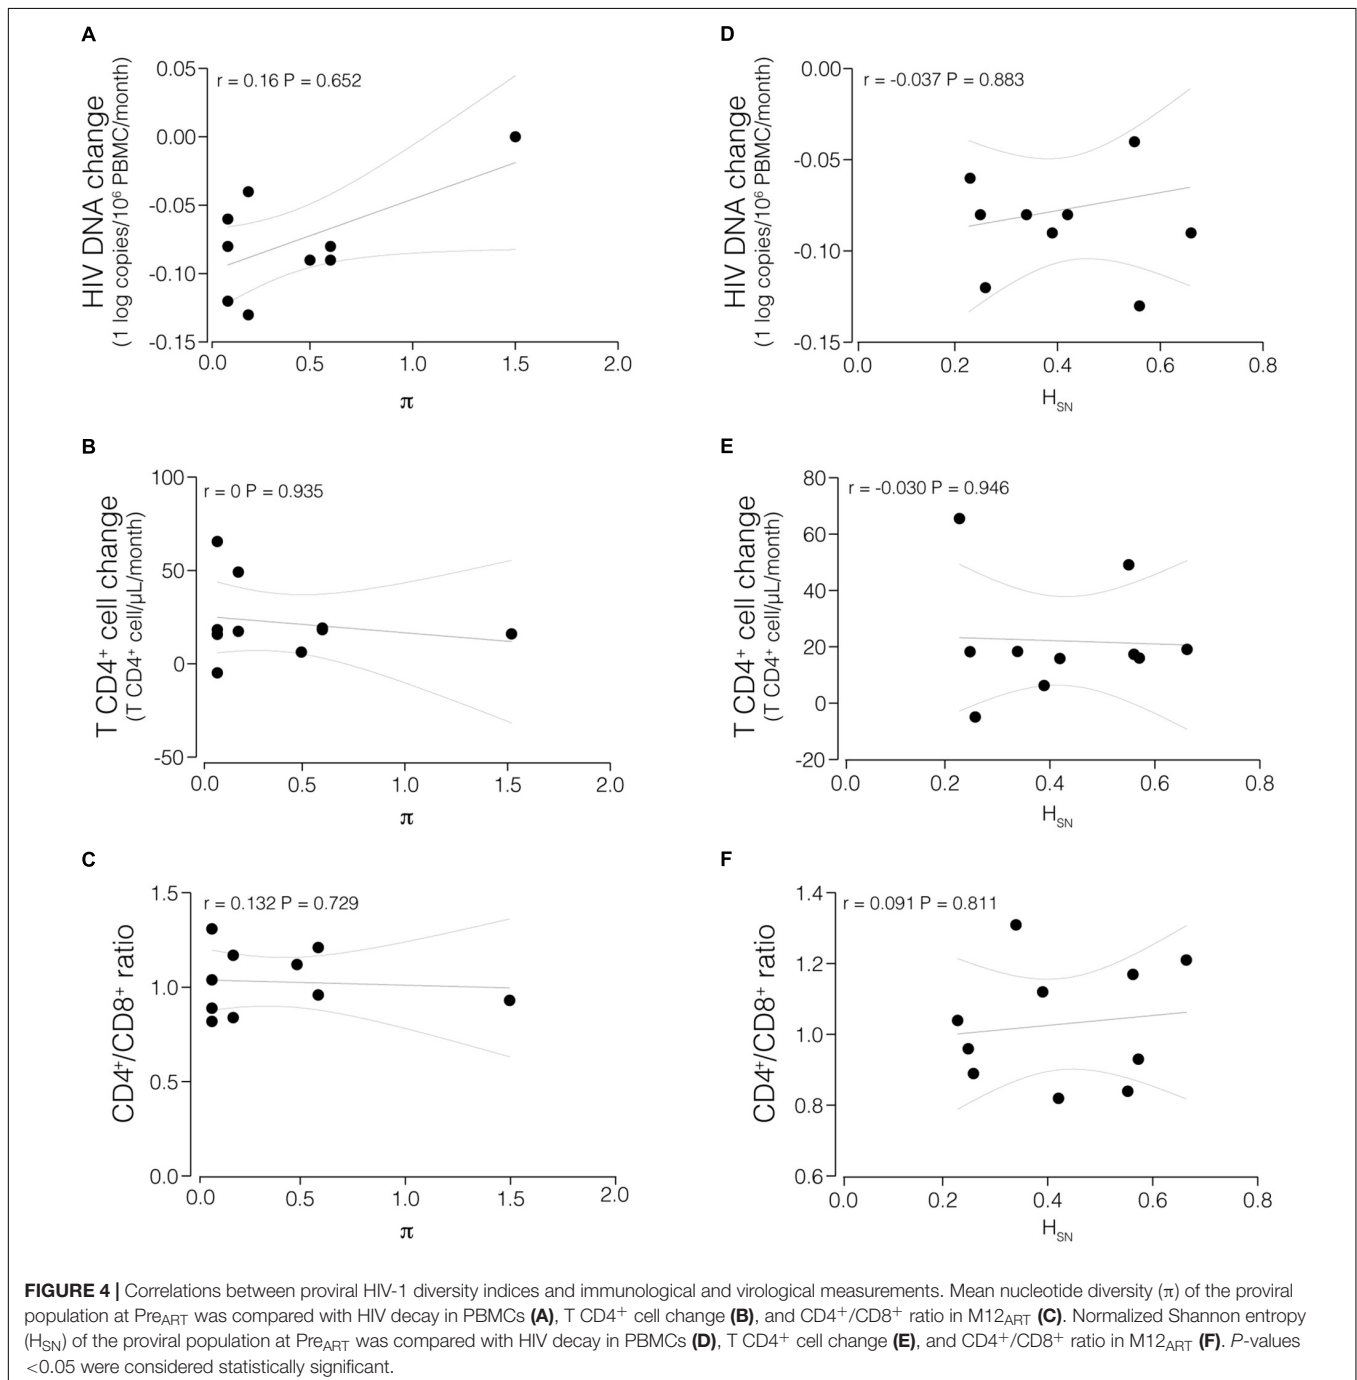 A
HIV DNA change
(1 log copies/10⁶ PBMC/month)
r = 0.16 P = 0.652
0.05
0.00
-0.05
-0.10
-0.15
0.0 0.5 1.0 1.5 2.0
π
D
HIV DNA change
(1 log copies/10⁶ PBMC/month)
r = -0.037 P = 0.883
0.00
-0.05
-0.10
-0.15
0.0 0.2 0.4 0.6 0.8
H_SN
B
T CD4⁺ cell change
(T CD4⁺ cell/µL/month)
r = 0 P = 0.935
100
50
0
-50
0.0 0.5 1.0 1.5 2.0
π
E
T CD4⁺ cell change
(T CD4⁺ cell/µL/month)
r = -0.030 P = 0.946
80
60
40
20
0
-20
0.0 0.2 0.4 0.6 0.8
H_SN
C
CD4⁺/CD8⁺ ratio
r = 0.132 P = 0.729
1.5
1.0
0.5
0.0
0.0 0.5 1.0 1.5 2.0
π
F
CD4⁺/CD8⁺ ratio
r = 0.091 P = 0.811
1.4
1.2
1.0
0.8
0.6
0.0 0.2 0.4 0.6 0.8
H_SN
FIGURE 4 | Correlations between proviral HIV-1 diversity indices and immunological and virological measurements. Mean nucleotide diversity (π) of the proviral
population at Pre_ART was compared with HIV decay in PBMCs (A), T CD4⁺ cell change (B), and CD4⁺/CD8⁺ ratio in M12_ART (C). Normalized Shannon entropy
(H_SN) of the proviral population at Pre_ART was compared with HIV decay in PBMCs (D), T CD4⁺ cell change (E), and CD4⁺/CD8⁺ ratio in M12_ART (F). P-values
<0.05 were considered statistically significant.